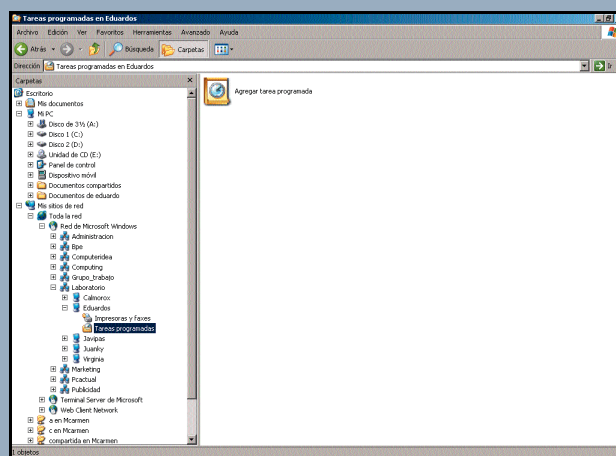 Tareas programadas en Eduardos
Archivo Edición Ver Favoritos Herramientas Avanzado Ayuda
Atrás Búsqueda Carpetas
Dirección Tareas programadas en Eduardos Ir
Carpetas
Agregar tarea programada
Escritorio
Mis documentos
Mi PC
Disco de 3½ (A:)
Disco 1 (C:)
Disco 2 (D:)
Unidad de CD (E:)
Panel de control
Dispositivo móvil
Documentos compartidos
Documentos de eduardo
Mis sitios de red
Toda la red
Red de Microsoft Windows
Administracion
Bpe
Computeridea
Computing
Grupo_trabajo
Laboratorio
Calmorox
Eduardos
Impresoras y faxes
Tareas programadas
Javipas
Juanky
Virginia
Marketing
Pcactual
Publicidad
Terminal Server de Microsoft
Web Client Network
a en Mcarmen
c en Mcarmen
compartida en Mcarmen
1 objetos